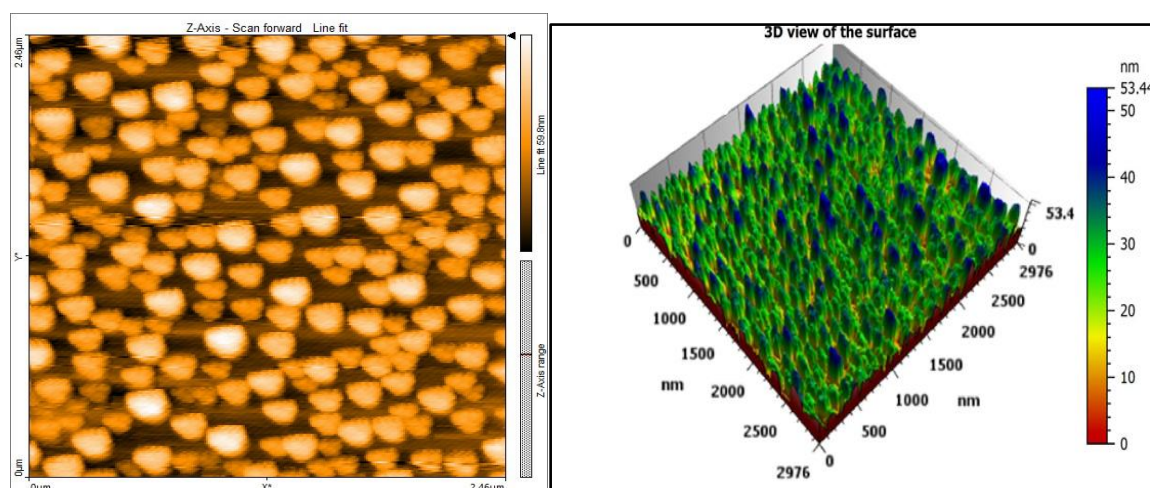 Z-Axis - Scan forward Line fit
2.46µm
Y*
0µm
0µm
X*
2.46µm
Line fit 59.8nm
Z-Axis range
3D view of the surface
nm
53.44
50
40
30
20
10
0
53.4
0
500
1000
1500
2000
2500
2976
nm
0
500
1000
1500
2000
2500
2976
0
nm